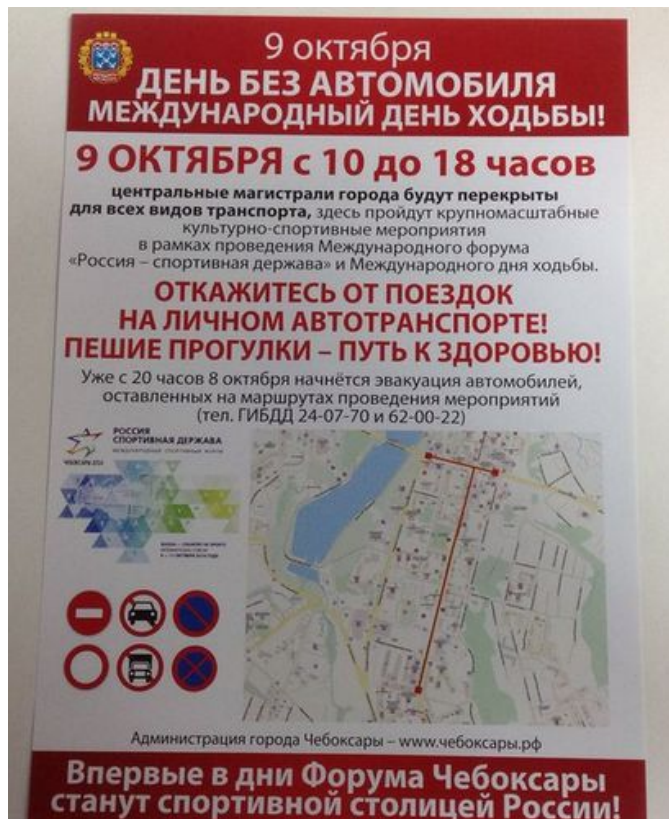 9 октября
ДЕНЬ БЕЗ АВТОМОБИЛЯ
МЕЖДУНАРОДНЫЙ ДЕНЬ ХОДЬБЫ!
9 ОКТЯБРЯ с 10 до 18 часов
центральные магистрали города будут перекрыты
для всех видов транспорта, здесь пройдут крупномасштабные
культурно-спортивные мероприятия
в рамках проведения Международного форума
«Россия – спортивная держава» и Международного дня ходьбы.
ОТКАЖИТЕСЬ ОТ ПОЕЗДОК
НА ЛИЧНОМ АВТОТРАНСПОРТЕ!
ПЕШИЕ ПРОГУЛКИ – ПУТЬ К ЗДОРОВЬЮ!
Уже с 20 часов 8 октября начнётся эвакуация автомобилей,
оставленных на маршрутах проведения мероприятий
(тел. ГИБДД 24-07-70 и 62-00-22)
РОССИЯ
СПОРТИВНАЯ ДЕРЖАВА
МЕЖДУНАРОДНЫЙ СПОРТИВНЫЙ ФОРУМ
Администрация города Чебоксары – www.чебоксары.рф
Впервые в дни Форума Чебоксары
станут спортивной столицей России!